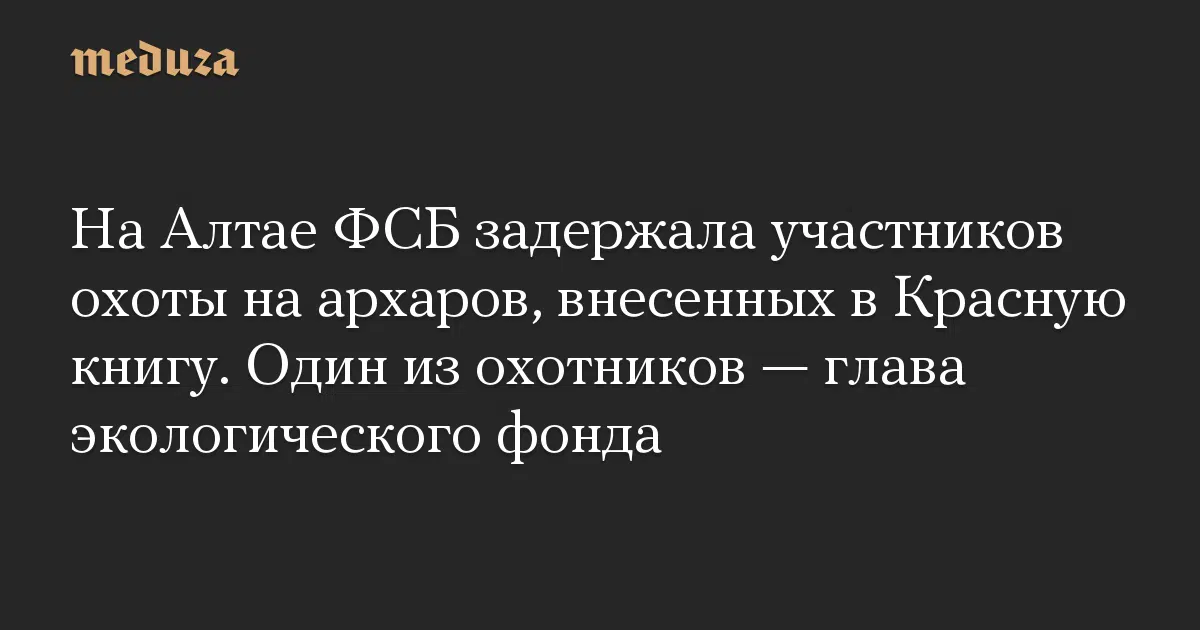 meduza
На Алтае ФСБ задержала участников
охоты на архаров, внесенных в Красную
книгу. Один из охотников — глава
экологического фонда